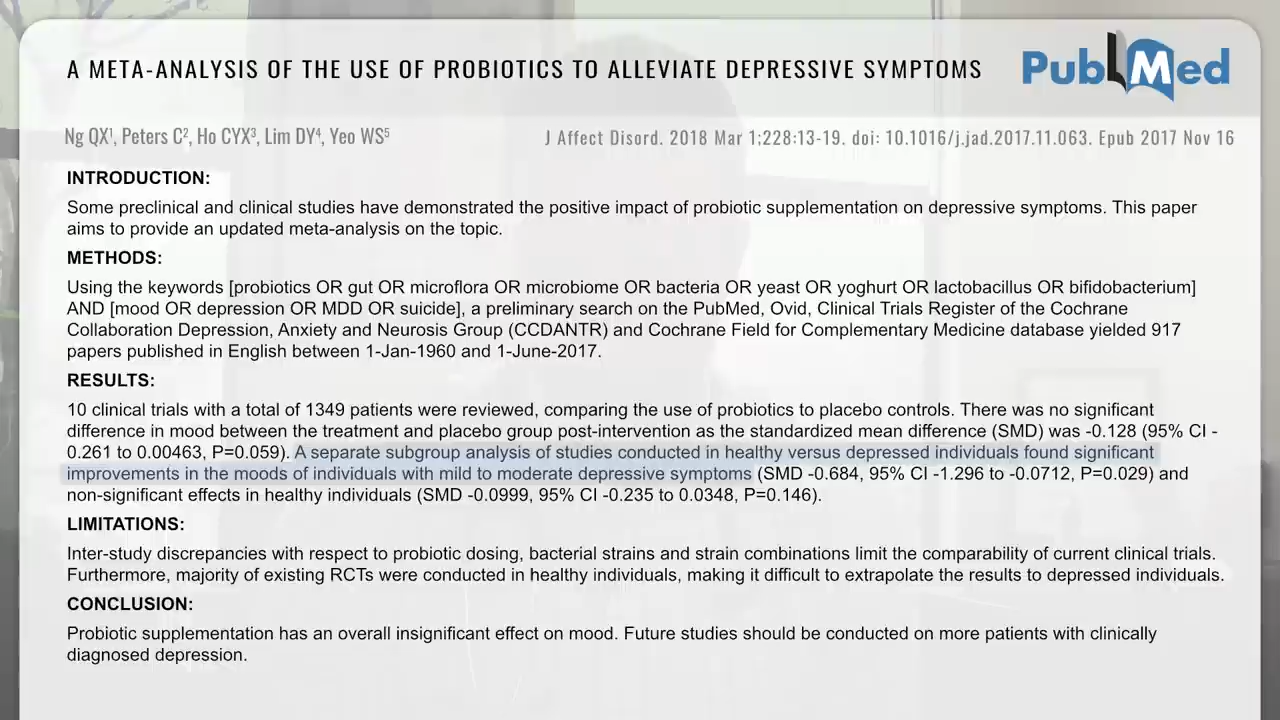 A META-ANALYSIS OF THE USE OF PROBIOTICS TO ALLEVIATE DEPRESSIVE SYMPTOMS
PubMed
Ng QX¹, Peters C², Ho CYX³, Lim DY⁴, Yeo WS⁵
J Affect Disord. 2018 Mar 1;228:13-19. doi: 10.1016/j.jad.2017.11.063. Epub 2017 Nov 16
INTRODUCTION:
Some preclinical and clinical studies have demonstrated the positive impact of probiotic supplementation on depressive symptoms. This paper
aims to provide an updated meta-analysis on the topic.
METHODS:
Using the keywords [probiotics OR gut OR microflora OR microbiome OR bacteria OR yeast OR yoghurt OR lactobacillus OR bifidobacterium]
AND [mood OR depression OR MDD OR suicide], a preliminary search on the PubMed, Ovid, Clinical Trials Register of the Cochrane
Collaboration Depression, Anxiety and Neurosis Group (CCDANTR) and Cochrane Field for Complementary Medicine database yielded 917
papers published in English between 1-Jan-1960 and 1-June-2017.
RESULTS:
10 clinical trials with a total of 1349 patients were reviewed, comparing the use of probiotics to placebo controls. There was no significant
difference in mood between the treatment and placebo group post-intervention as the standardized mean difference (SMD) was -0.128 (95% CI -
0.261 to 0.00463, P=0.059). A separate subgroup analysis of studies conducted in healthy versus depressed individuals found significant
improvements in the moods of individuals with mild to moderate depressive symptoms (SMD -0.684, 95% CI -1.296 to -0.0712, P=0.029) and
non-significant effects in healthy individuals (SMD -0.0999, 95% CI -0.235 to 0.0348, P=0.146).
LIMITATIONS:
Inter-study discrepancies with respect to probiotic dosing, bacterial strains and strain combinations limit the comparability of current clinical trials.
Furthermore, majority of existing RCTs were conducted in healthy individuals, making it difficult to extrapolate the results to depressed individuals.
CONCLUSION:
Probiotic supplementation has an overall insignificant effect on mood. Future studies should be conducted on more patients with clinically
diagnosed depression.